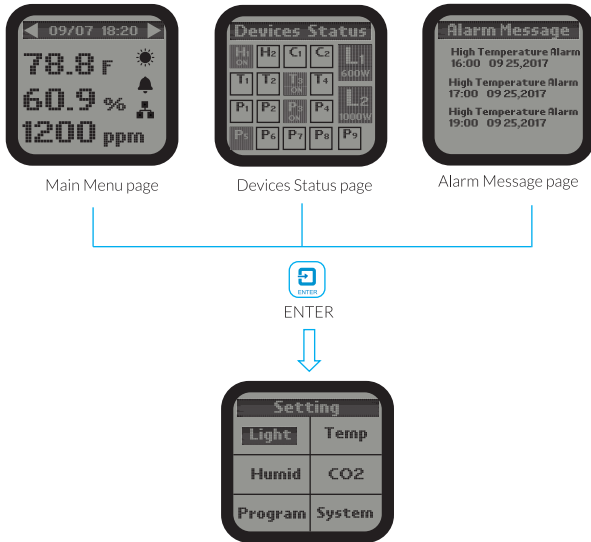 09/07 18:20
78.8 F
60.9 %
1200 ppm
Main Menu page
Devices Status
H1 ON H2 C1 C2 L1 600W
T1 T2 T3 ON T4
P1 P2 P3 ON P4 L2 1000W
P5 P6 P7 P8 P9
Devices Status page
Alarm Message
High Temperature Alarm
16:00 09 25,2017
High Temperature Alarm
17:00 09 25,2017
High Temperature Alarm
19:00 09 25,2017
Alarm Message page
ENTER
ENTER
Setting
Light Temp
Humid CO2
Program System